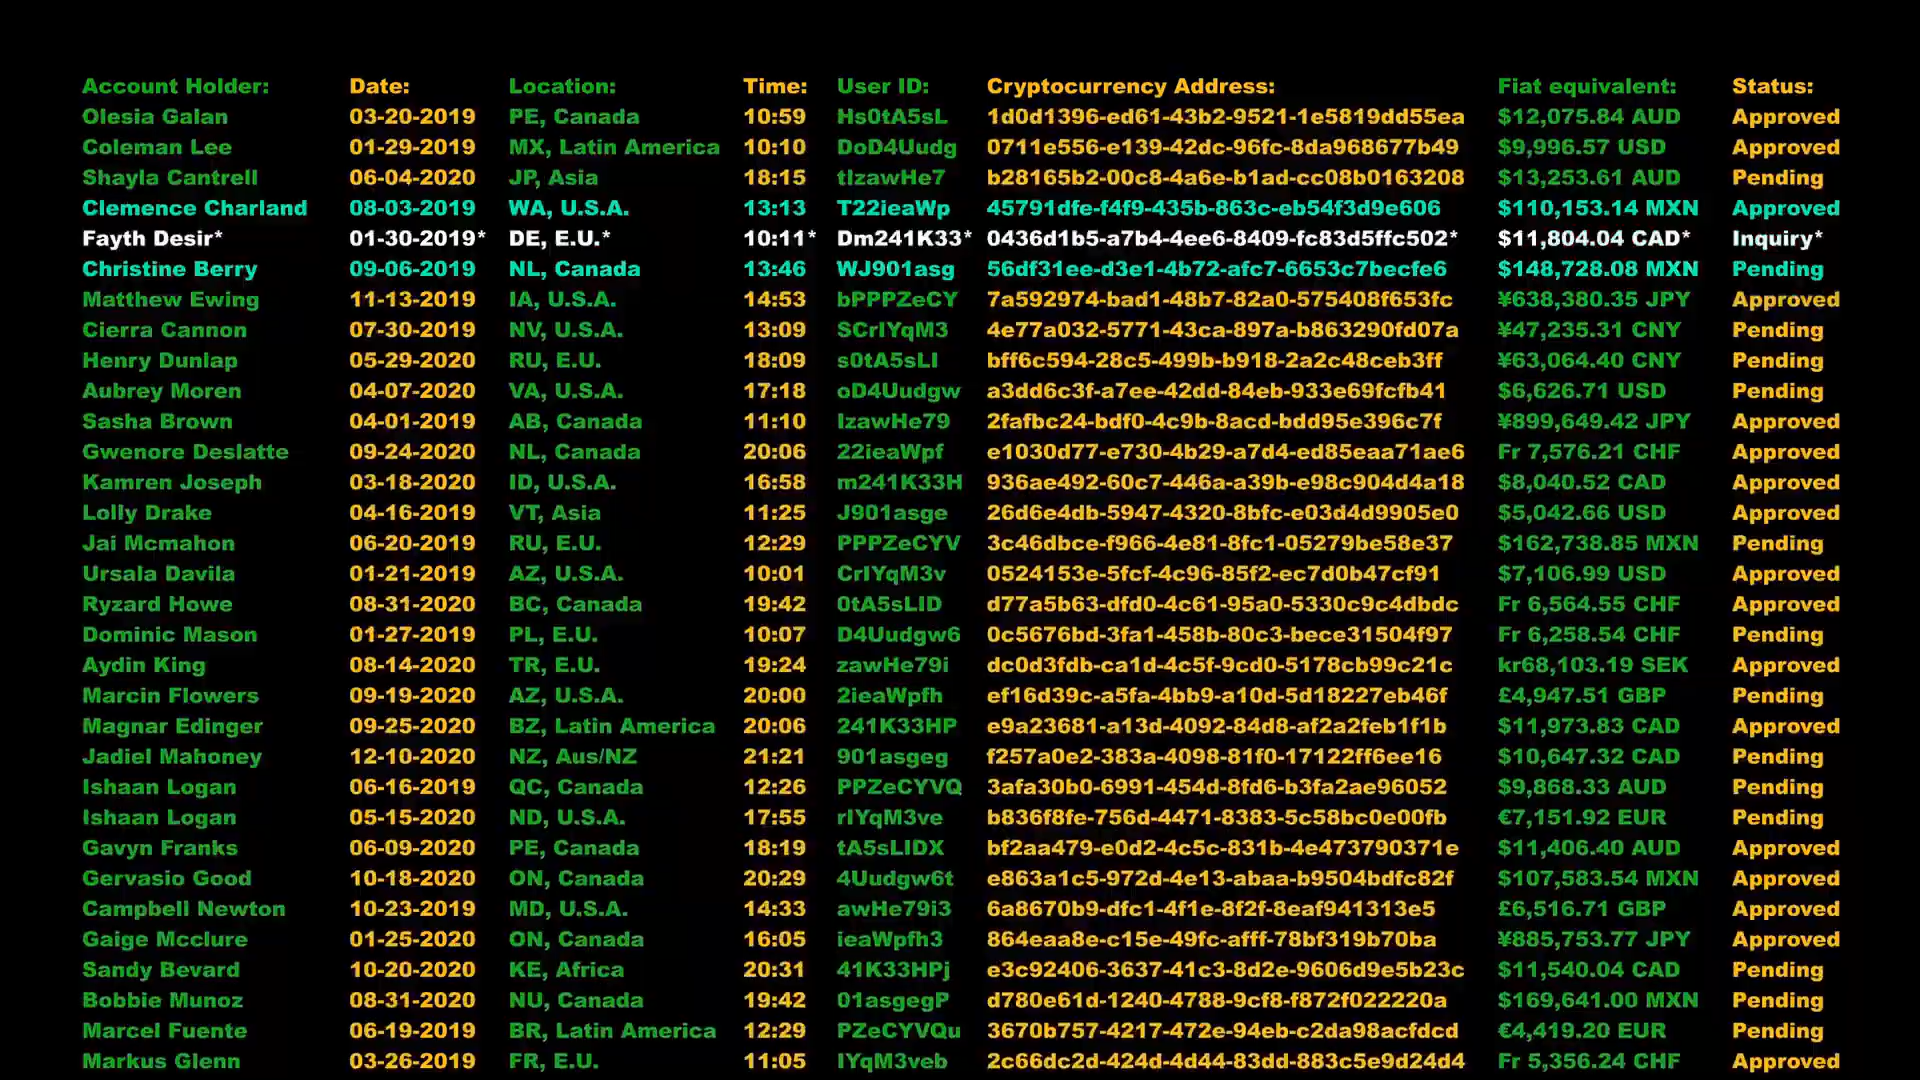 Account Holder: Date: Location: Time: User ID: Cryptocurrency Address: Fiat equivalent: Status:
Olesia Galan 03-20-2019 PE, Canada 10:59 Hs0tA5sL 1d0d1396-ed61-43b2-9521-1e5819dd55ea $12,075.84 AUD Approved
Coleman Lee 01-29-2019 MX, Latin America 10:10 DoD4Uudg 0711e556-e139-42dc-96fc-8da968677b49 $9,996.57 USD Approved
Shayla Cantrell 06-04-2020 JP, Asia 18:15 tIzawHe7 b28165b2-00c8-4a6e-b1ad-cc08b0163208 $13,253.61 AUD Pending
Clemence Charland 08-03-2019 WA, U.S.A. 13:13 T22ieaWp 45791dfe-f4f9-435b-863c-eb54f3d9e606 $110,153.14 MXN Approved
Fayth Desir* 01-30-2019* DE, E.U.* 10:11* Dm241K33* 0436d1b5-a7b4-4ee6-8409-fc83d5ffc502* $11,804.04 CAD* Inquiry*
Christine Berry 09-06-2019 NL, Canada 13:46 WJ901asg 56df31ee-d3e1-4b72-afc7-6653c7becfe6 $148,728.08 MXN Pending
Matthew Ewing 11-13-2019 IA, U.S.A. 14:53 bPPPZeCY 7a592974-bad1-48b7-82a0-575408f653fc ¥638,380.35 JPY Approved
Cierra Cannon 07-30-2019 NV, U.S.A. 13:09 SCrIYqM3 4e77a032-5771-43ca-897a-b863290fd07a ¥47,235.31 CNY Pending
Henry Dunlap 05-29-2020 RU, E.U. 18:09 s0tA5sLI bff6c594-28c5-499b-b918-2a2c48ceb3ff ¥63,064.40 CNY Pending
Aubrey Moren 04-07-2020 VA, U.S.A. 17:18 oD4Uudgw a3dd6c3f-a7ee-42dd-84eb-933e69fcfb41 $6,626.71 USD Pending
Sasha Brown 04-01-2019 AB, Canada 11:10 IzawHe79 2fafbc24-bdf0-4c9b-8acd-bdd95e396c7f ¥899,649.42 JPY Approved
Gwenore Deslatte 09-24-2020 NL, Canada 20:06 22ieaWpf e1030d77-e730-4b29-a7d4-ed85eaa71ae6 Fr 7,576.21 CHF Approved
Kamren Joseph 03-18-2020 ID, U.S.A. 16:58 m241K33H 936ae492-60c7-446a-a39b-e98c904d4a18 $8,040.52 CAD Approved
Lolly Drake 04-16-2019 VT, Asia 11:25 J901asge 26d6e4db-5947-4320-8bfc-e03d4d9905e0 $5,042.66 USD Approved
Jai Mcmahon 06-20-2019 RU, E.U. 12:29 PPPZeCYV 3c46dbce-f966-4e81-8fc1-05279be58e37 $162,738.85 MXN Pending
Ursala Davila 01-21-2019 AZ, U.S.A. 10:01 CrIYqM3v 0524153e-5fcf-4c96-85f2-ec7d0b47cf91 $7,106.99 USD Approved
Ryzard Howe 08-31-2020 BC, Canada 19:42 0tA5sLID d77a5b63-dfd0-4c61-95a0-5330c9c4dbdc Fr 6,564.55 CHF Approved
Dominic Mason 01-27-2019 PL, E.U. 10:07 D4Uudgw6 0c5676bd-3fa1-458b-80c3-bece31504f97 Fr 6,258.54 CHF Pending
Aydin King 08-14-2020 TR, E.U. 19:24 zawHe79i dc0d3fdb-ca1d-4c5f-9cd0-5178cb99c21c kr68,103.19 SEK Approved
Marcin Flowers 09-19-2020 AZ, U.S.A. 20:00 2ieaWpfh ef16d39c-a5fa-4bb9-a10d-5d18227eb46f £4,947.51 GBP Pending
Magnar Edinger 09-25-2020 BZ, Latin America 20:06 241K33HP e9a23681-a13d-4092-84d8-af2a2feb1f1b $11,973.83 CAD Approved
Jadiel Mahoney 12-10-2020 NZ, Aus/NZ 21:21 901asgeg f257a0e2-383a-4098-81f0-17122ff6ee16 $10,647.32 CAD Pending
Ishaan Logan 06-16-2019 QC, Canada 12:26 PPZeCYVQ 3afa30b0-6991-454d-8fd6-b3fa2ae96052 $9,868.33 AUD Pending
Ishaan Logan 05-15-2020 ND, U.S.A. 17:55 rIYqM3ve b836f8fe-756d-4471-8383-5c58bc0e00fb €7,151.92 EUR Pending
Gavyn Franks 06-09-2020 PE, Canada 18:19 tA5sLIDX bf2aa479-e0d2-4c5c-831b-4e473790371e $11,406.40 AUD Approved
Gervasio Good 10-18-2020 ON, Canada 20:29 4Uudgw6t e863a1c5-972d-4e13-abaa-b9504bdfc82f $107,583.54 MXN Approved
Campbell Newton 10-23-2019 MD, U.S.A. 14:33 awHe79i3 6a8670b9-dfc1-4f1e-8f2f-8eaf941313e5 £6,516.71 GBP Approved
Gaige Mcclure 01-25-2020 ON, Canada 16:05 ieaWpfh3 864eaa8e-c15e-49fc-afff-78bf319b70ba ¥885,753.77 JPY Approved
Sandy Bevard 10-20-2020 KE, Africa 20:31 41K33HPj e3c92406-3637-41c3-8d2e-9606d9e5b23c $11,540.04 CAD Pending
Bobbie Munoz 08-31-2020 NU, Canada 19:42 01asgegP d780e61d-1240-4788-9cf8-f872f022220a $169,641.00 MXN Pending
Marcel Fuente 06-19-2019 BR, Latin America 12:29 PZeCYVQu 3670b757-4217-472e-94eb-c2da98acfdcd €4,419.20 EUR Pending
Markus Glenn 03-26-2019 FR, E.U. 11:05 IYqM3veb 2c66dc2d-424d-4d44-83dd-883c5e9d24d4 Fr 5,356.24 CHF Approved